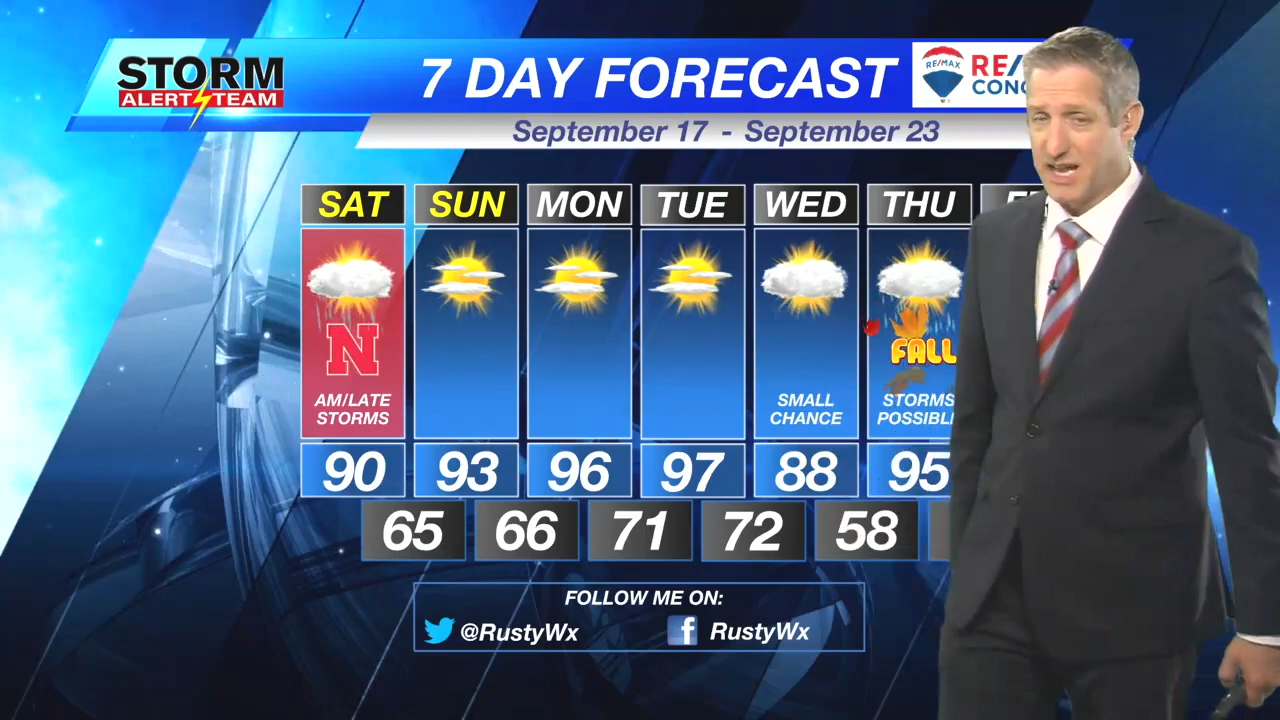 STORM
ALERT TEAM
7 DAY FORECAST
RE/MAX
September 17 - September 23
SAT SUN MON TUE WED THU
N
FALL
AM/LATE
STORMS
SMALL
CHANCE
STORMS
90 93 96 97 88 95
65 66 71 72 58
FOLLOW ME ON:
@RustyWx
f RustyWx